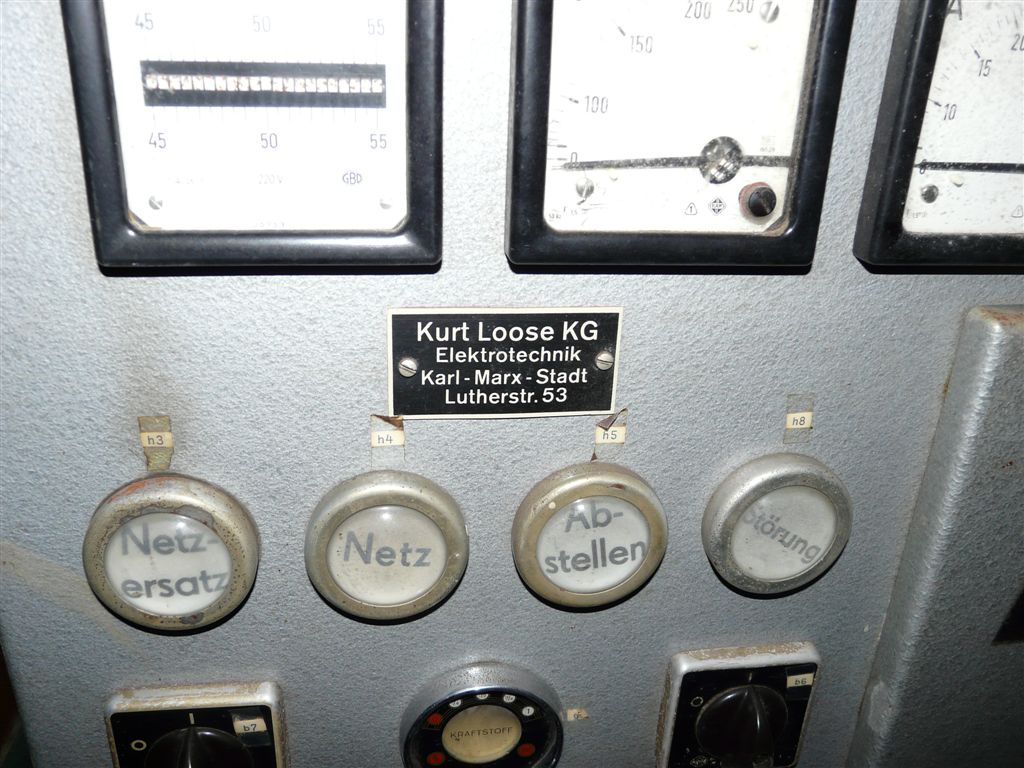 45 50 55
45 50 55
220 V GBD
200 250
150
100
0
A
20
15
10
0
Kurt Loose KG
Elektrotechnik
Karl - Marx - Stadt
Lutherstr. 53
h3
h4
h5
h8
Netz-
ersatz
Netz
Ab-
stellen
Störung
b7
KRAFTSTOFF
b6